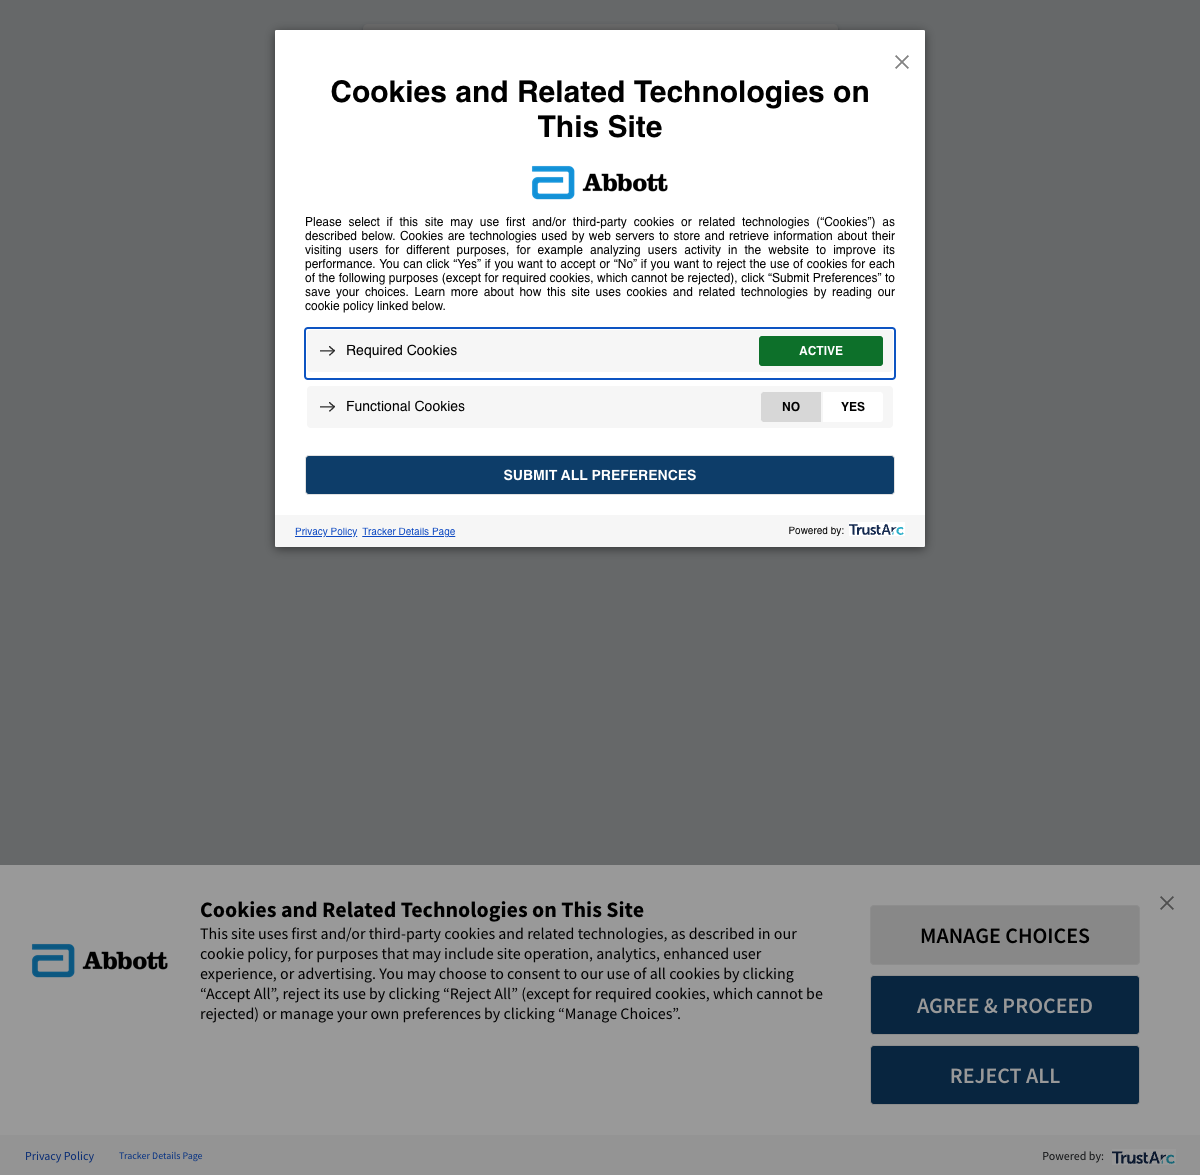 Cookies and Related Technologies on
This Site
Abbott
Please select if this site may use first and/or third-party cookies or related technologies (“Cookies”) as
described below. Cookies are technologies used by web servers to store and retrieve information about their
visiting users for different purposes, for example analyzing users activity in the website to improve its
performance. You can click “Yes” if you want to accept or “No” if you want to reject the use of cookies for each
of the following purposes (except for required cookies, which cannot be rejected), click “Submit Preferences” to
save your choices. Learn more about how this site uses cookies and related technologies by reading our
cookie policy linked below.
Required Cookies ACTIVE
Functional Cookies NO YES
SUBMIT ALL PREFERENCES
Privacy Policy Tracker Details Page Powered by: TrustArc
Cookies and Related Technologies on This Site
This site uses first and/or third-party cookies and related technologies, as described in our
cookie policy, for purposes that may include site operation, analytics, enhanced user
experience, or advertising. You may choose to consent to our use of all cookies by clicking
“Accept All”, reject its use by clicking “Reject All” (except for required cookies, which cannot be
rejected) or manage your own preferences by clicking “Manage Choices”.
Abbott
MANAGE CHOICES
AGREE & PROCEED
REJECT ALL
Privacy Policy Tracker Details Page Powered by: TrustArc